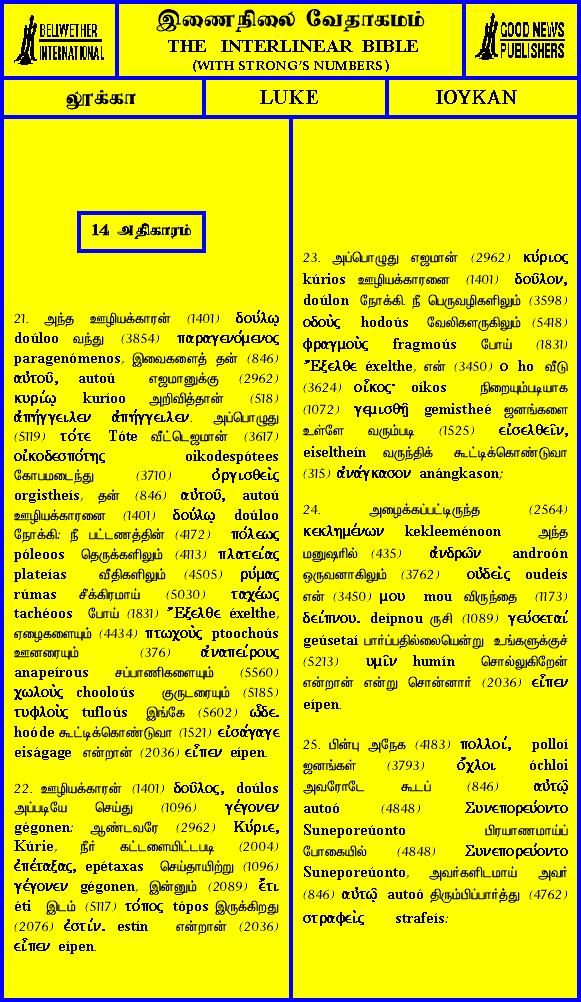 BELLWETHER
INTERNATIONAL
இணைநிலை வேதாகமம்
THE INTERLINEAR BIBLE
(WITH STRONG'S NUMBERS)
GOOD NEWS
PUBLISHERS
லூக்கா
LUKE
ΙΟΥΚΑΝ
14 அதிகாரம்
21. அந்த ஊழியக்காரன் (1401) δούλῳ
doúloo வந்து (3854) παραγενόμενος
paragenómenos, இவைகளைத் தன் (846)
αὐτοῦ, autoú எஜமானுக்கு (2962)
κυρίῳ kuríoo அறிவித்தான் (518)
ἀπήγγειλεν ἀπήγγειλεν. அப்பொழுது
(5119) τότε Tóte வீட்டெஜமான் (3617)
οἰκοδεσπότης oikodespótees
கோபமடைந்து (3710) ὀργισθεὶς
orgistheís, தன் (846) αὐτοῦ, autoú
ஊழியக்காரனை (1401) δούλῳ doúloo
நோக்கி: நீ பட்டணத்தின் (4172) πόλεως
póleoos தெருக்களிலும் (4113) πλατείας
plateías வீதிகளிலும் (4505) ρύμας
rúmas சீக்கிரமாய் (5030) ταχέως
tachéoos போய் (1831) Ἔξελθε éxelthe,
ஏழைகளையும் (4434) πτωχοὺς ptoochoús
ஊனரையும் (376) ἀναπείρους
anapeírous சப்பாணிகளையும் (5560)
χωλοὺς chooloús குருடரையும் (5185)
τυφλοὺς tufloús இங்கே (5602) ὧδε.
hoóde கூட்டிக்கொண்டுவா (1521) εἰσάγαγε
eiságage என்றான் (2036) εἶπεν eípen.
22. ஊழியக்காரன் (1401) δοῦλος, doúlos
அப்படியே செய்து (1096) γέγονεν
gégonen: ஆண்டவரே (2962) Κύριε,
Kúrie, நீர் கட்டளையிட்டபடி (2004)
ἐπέταξας, epétaxas செய்தாயிற்று (1096)
γέγονεν gégonen, இன்னும் (2089) ἔτι
éti இடம் (5117) τόπος tópos இருக்கிறது
(2076) ἐστίν. estín என்றான் (2036)
εἶπεν eípen.
23. அப்பொழுது எஜமான் (2962) κύριος
kúrios ஊழியக்காரனை (1401) δοῦλον,
doúlon நோக்கி. நீ பெருவழிகளிலும் (3598)
οδοὺς hodoús வேலிகளருகிலும் (5418)
φραγμοὺς fragmoús போய் (1831)
Ἔξελθε éxelthe, என் (3450) ο ho வீடு
(3624) οἶκος· oíkos நிறையும்படியாக
(1072) γεμισθῇ gemistheé ஜனங்களை
உள்ளே வரும்படி (1525) εἰσελθεῖν,
eiseltheín வருந்திக் கூட்டிக்கொண்டுவா
(315) ἀνάγκασον anángkason;
24. அழைக்கப்பட்டிருந்த (2564)
κεκλημένων kekleeménoon அந்த
மனுஷரில் (435) ἀνδρῶν androón
ஒருவனாகிலும் (3762) οὐδεὶς oudeís
என் (3450) μου mou விருந்தை (1173)
δείπνου. deípnou ருசி (1089) γεύσεταί
geúsetaí பார்ப்பதில்லையென்று உங்களுக்குச்
(5213) υμῖν humín சொல்லுகிறேன்
என்றான் என்று சொன்னார் (2036) εἶπεν
eípen.
25. பின்பு அநேக (4183) πολλοί, polloí
ஜனங்கள் (3793) ὄχλοι óchloi
அவரோடே கூடப் (846) αὐτῷ
autoó (4848) Συνεπορεύοντο
Suneporeúonto பிரயாணமாய்ப்
போகையில் (4848) Συνεπορεύοντο
Suneporeúonto, அவர்களிடமாய் அவர்
(846) αὐτῷ autoó திரும்பிப்பார்த்து (4762)
στραφεὶς strafeís: